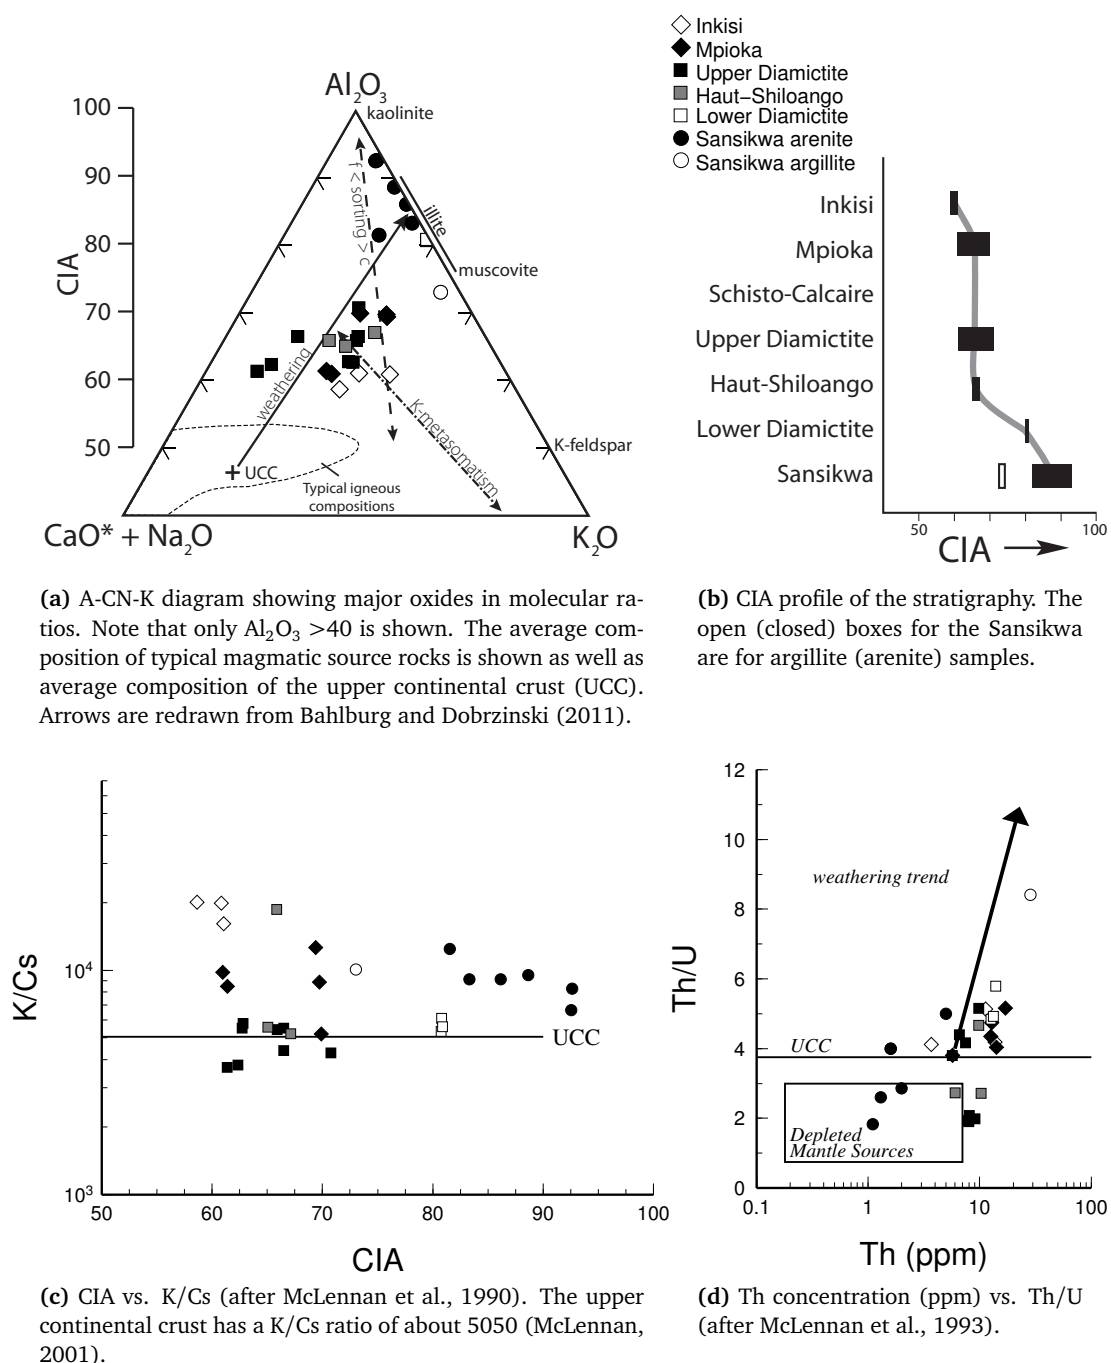 Inkisi
Mpioka
Upper Diamictite
Haut–Shiloango
Lower Diamictite
Sansikwa arenite
Sansikwa argillite
Al2O3
kaolinite
100
90
80
70
60
50
CIA
f < sorting > c
illite
muscovite
weathering
K-metasomatism
K-feldspar
UCC
Typical igneous
compositions
CaO* + Na2O
K2O
Inkisi
Mpioka
Schisto-Calcaire
Upper Diamictite
Haut-Shiloango
Lower Diamictite
Sansikwa
50
100
CIA
(a) A-CN-K diagram showing major oxides in molecular ra-
tios. Note that only Al2O3 >40 is shown. The average com-
position of typical magmatic source rocks is shown as well as
average composition of the upper continental crust (UCC).
Arrows are redrawn from Bahlburg and Dobrzinski (2011).
(b) CIA profile of the stratigraphy. The
open (closed) boxes for the Sansikwa
are for argillite (arenite) samples.
K/Cs
10^4
10^3
UCC
50 60 70 80 90 100
CIA
Th/U
12
10
8
6
4
2
0
weathering trend
UCC
Depleted
Mantle Sources
0.1 1 10 100
Th (ppm)
(c) CIA vs. K/Cs (after McLennan et al., 1990). The upper
continental crust has a K/Cs ratio of about 5050 (McLennan,
2001).
(d) Th concentration (ppm) vs. Th/U
(after McLennan et al., 1993).